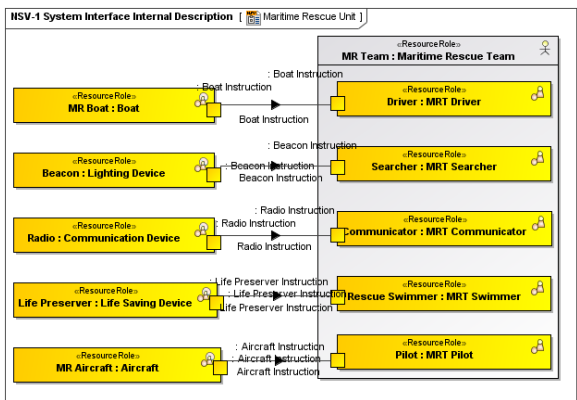 NSV-1 System Interface Internal Description [ Maritime Rescue Unit ]
«ResourceRole»
MR Team : Maritime Rescue Team
: Boat Instruction
: Boat Instruction
«ResourceRole»
MR Boat : Boat
Boat Instruction
«ResourceRole»
Driver : MRT Driver
: Beacon Instruction
«ResourceRole»
Beacon : Lighting Device
: Beacon Instruction
Beacon Instruction
«ResourceRole»
Searcher : MRT Searcher
: Radio Instruction
: Radio Instruction
«ResourceRole»
Radio : Communication Device
Radio Instruction
«ResourceRole»
Communicator : MRT Communicator
: Life Preserver Instruction
«ResourceRole»
Life Preserver : Life Saving Device
: Life Preserver Instruction
Life Preserver Instruction
«ResourceRole»
Rescue Swimmer : MRT Swimmer
: Aircraft Instruction
«ResourceRole»
MR Aircraft : Aircraft
: Aircraft Instruction
Aircraft Instruction
«ResourceRole»
Pilot : MRT Pilot